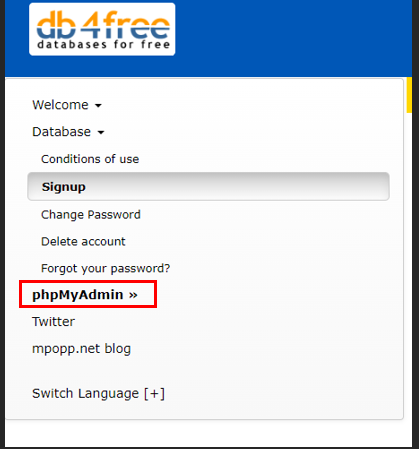 db4free
databases for free
Welcome
Database
Conditions of use
Signup
Change Password
Delete account
Forgot your password?
phpMyAdmin »
Twitter
mpopp.net blog
Switch Language [+]